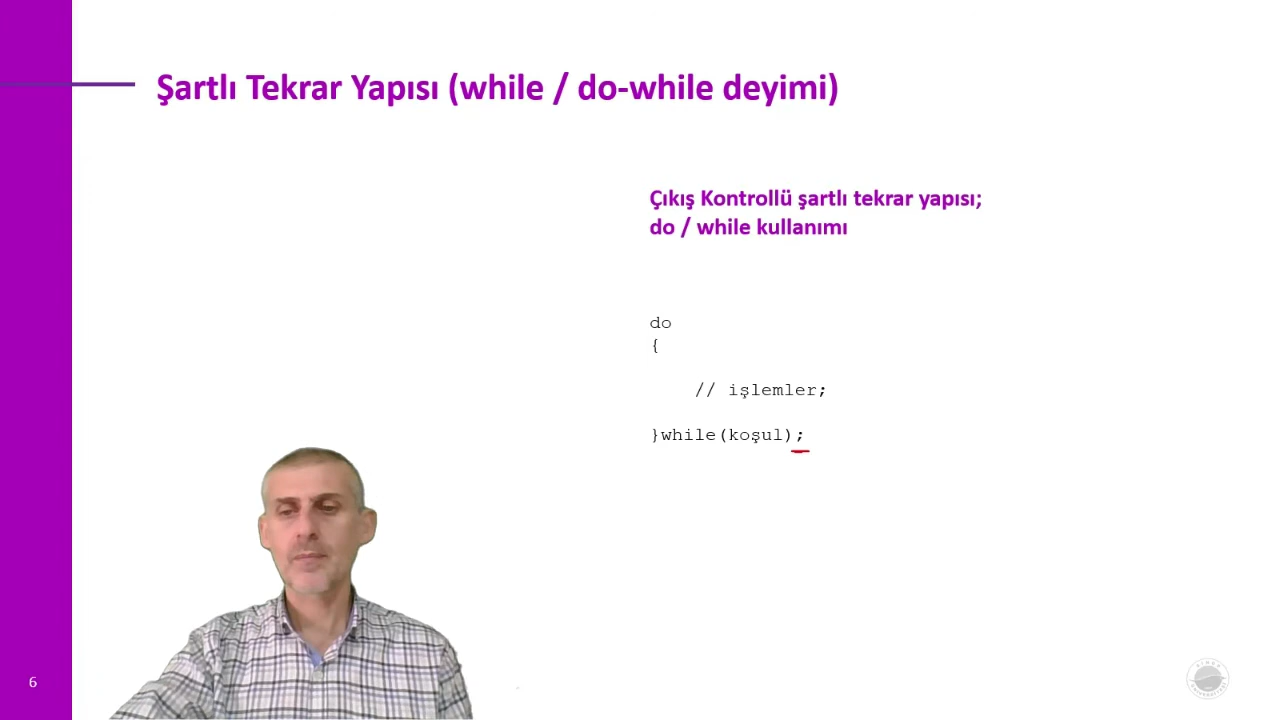 Şartlı Tekrar Yapısı (while / do-while deyimi)
Çıkış Kontrollü şartlı tekrar yapısı;
do / while kullanımı
do
{
// işlemler;
}while(koşul);
6